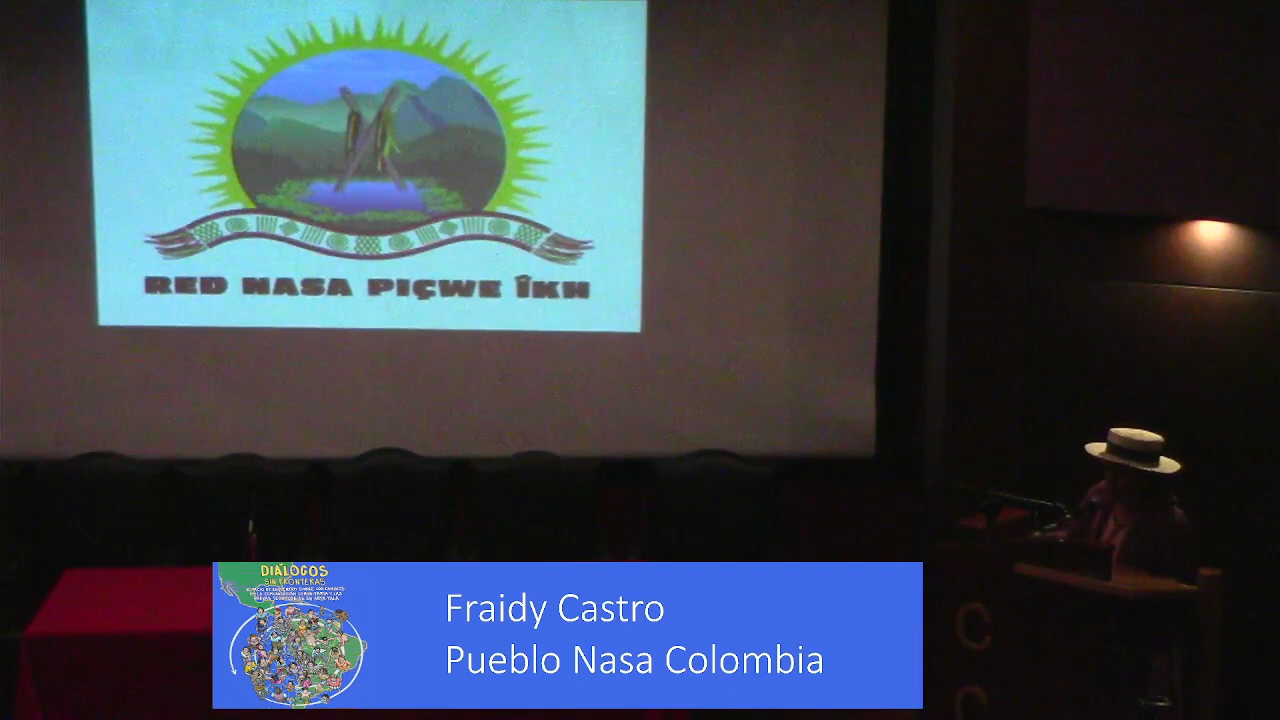 RED NASA PIÇWE ÎKH
DIÁLOGOS
SIN FRONTERAS
Fraidy Castro
Pueblo Nasa Colombia
C
C